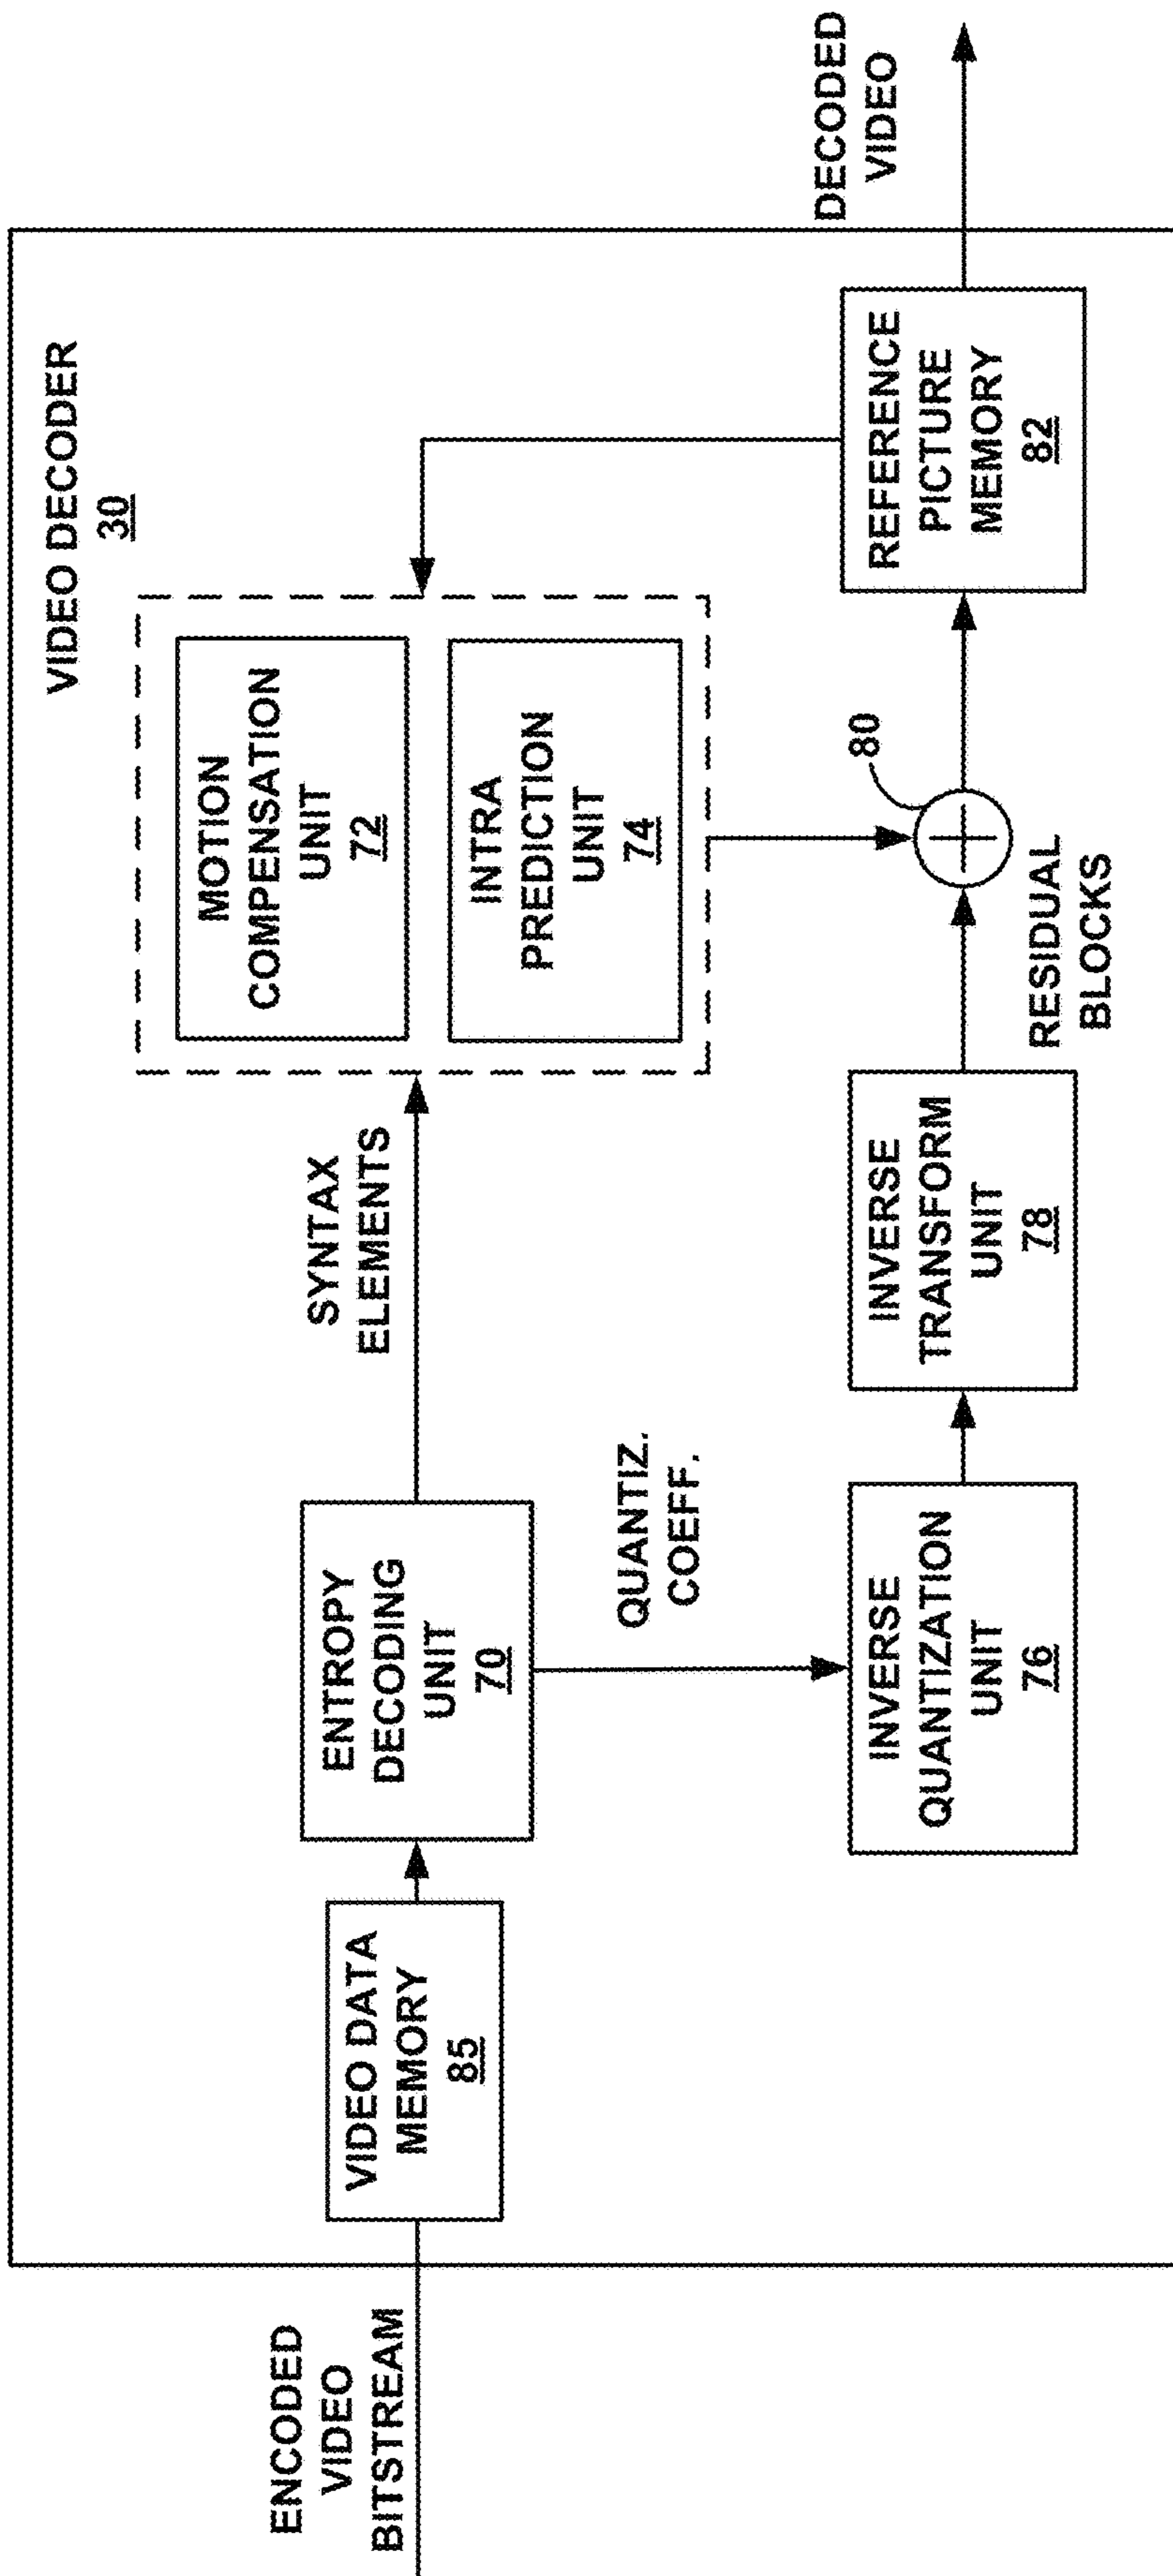 VIDEO DECODER
30
ENCODED
VIDEO
BITSTREAM
VIDEO DATA
MEMORY
85
ENTROPY
DECODING
UNIT
70
SYNTAX
ELEMENTS
MOTION
COMPENSATION
UNIT
72
INTRA
PREDICTION
UNIT
74
QUANTIZ.
COEFF.
INVERSE
QUANTIZATION
UNIT
76
INVERSE
TRANSFORM
UNIT
78
RESIDUAL
BLOCKS
80
REFERENCE
PICTURE
MEMORY
82
DECODED
VIDEO